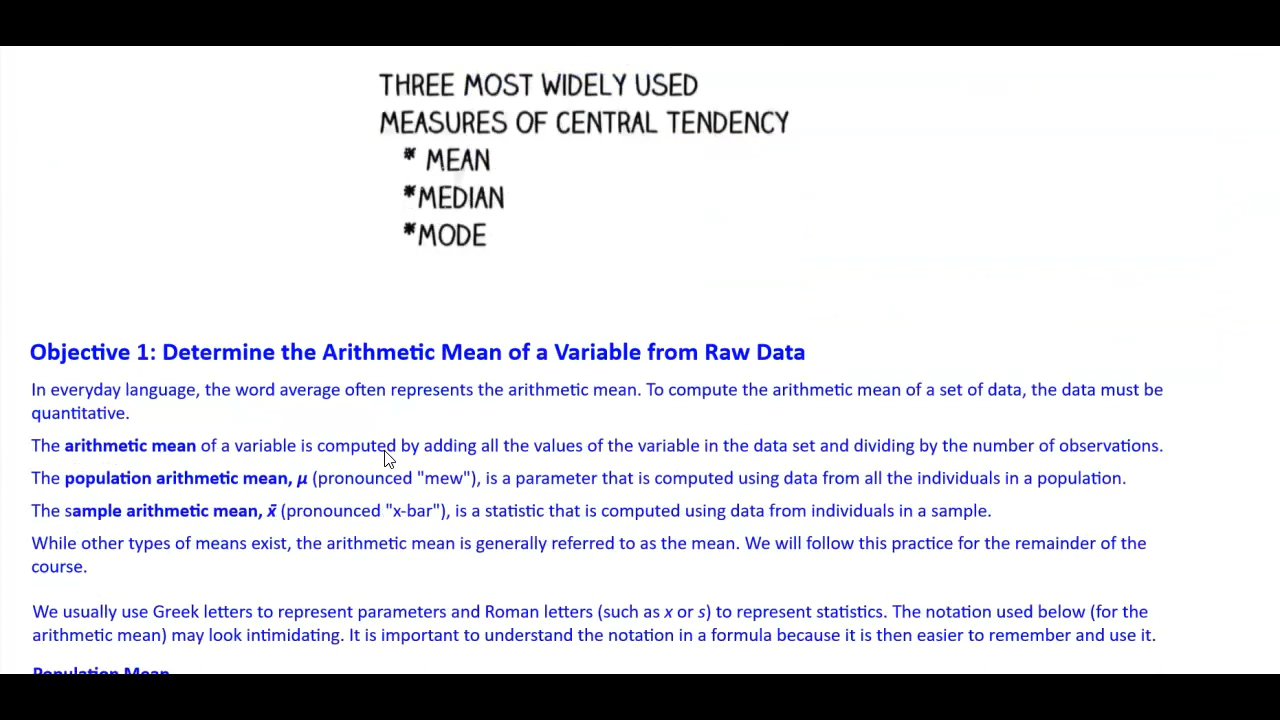 THREE MOST WIDELY USED
MEASURES OF CENTRAL TENDENCY
* MEAN
*MEDIAN
*MODE
Objective 1: Determine the Arithmetic Mean of a Variable from Raw Data
In everyday language, the word average often represents the arithmetic mean. To compute the arithmetic mean of a set of data, the data must be
quantitative.
The arithmetic mean of a variable is computed by adding all the values of the variable in the data set and dividing by the number of observations.
The population arithmetic mean, μ (pronounced "mew"), is a parameter that is computed using data from all the individuals in a population.
The sample arithmetic mean, x̄ (pronounced "x-bar"), is a statistic that is computed using data from individuals in a sample.
While other types of means exist, the arithmetic mean is generally referred to as the mean. We will follow this practice for the remainder of the
course.
We usually use Greek letters to represent parameters and Roman letters (such as x or s) to represent statistics. The notation used below (for the
arithmetic mean) may look intimidating. It is important to understand the notation in a formula because it is then easier to remember and use it.
Population Mean